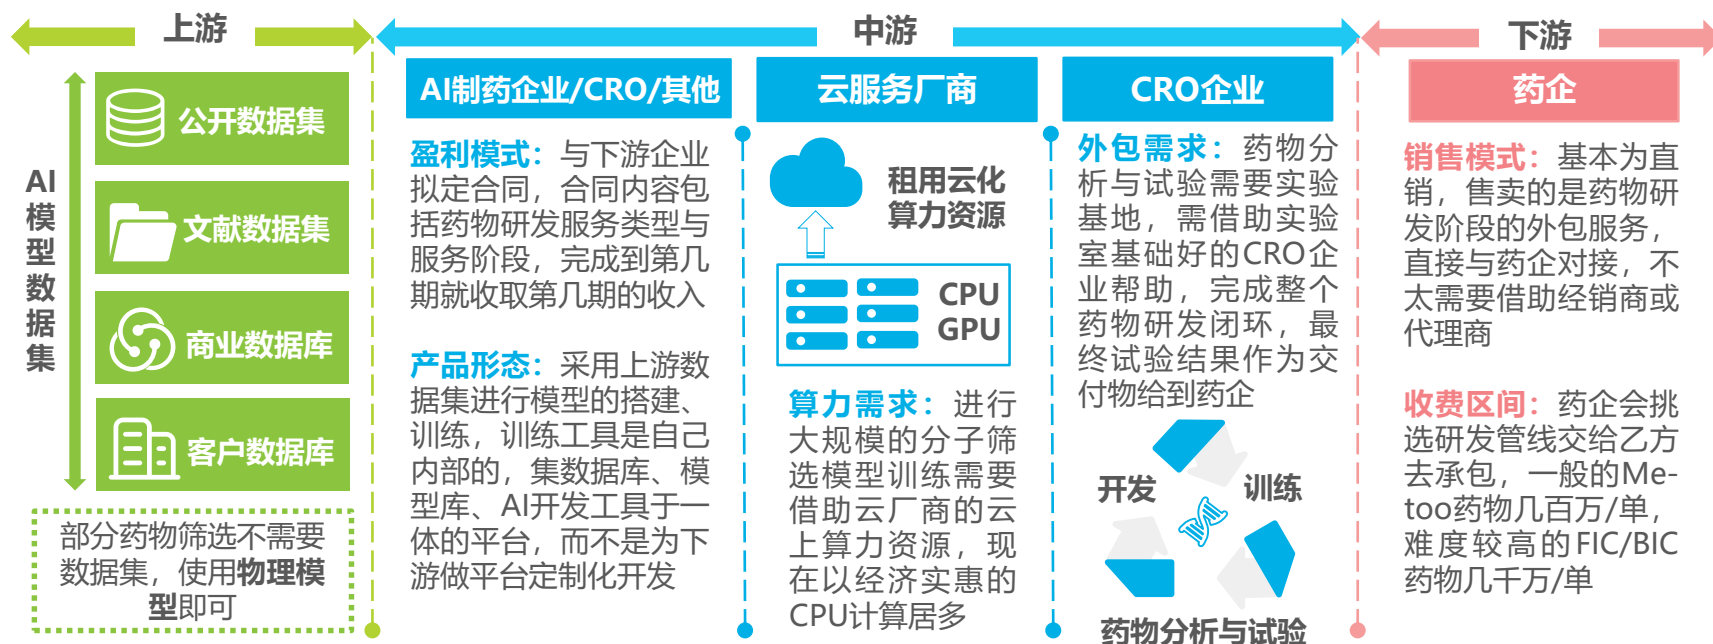 上游
AI
模
型
数
据
集
公开数据集
文献数据集
商业数据库
客户数据库
部分药物筛选不需要
数据集，使用物理模
型即可
中游
AI制药企业/CRO/其他
盈利模式：与下游企业
拟定合同，合同内容包
括药物研发服务类型与
服务阶段，完成到第几
期就收取第几期的收入
产品形态：采用上游数
据集进行模型的搭建、
训练，训练工具是自己
内部的，集数据库、模
型库、AI开发工具于一
体的平台，而不是为下
游做平台定制化开发
云服务厂商
租用云化
算力资源
CPU
GPU
算力需求：进行
大规模的分子筛
选模型训练需要
借助云厂商的云
上算力资源，现
在以经济实惠的
CPU计算居多
CRO企业
外包需求：药物分
析与试验需要实验
基地，需借助实验
室基础好的CRO企
业帮助，完成整个
药物研发闭环，最
终试验结果作为交
付物给到药企
开发
训练
药物分析与试验
下游
药企
销售模式：基本为直
销，售卖的是药物研
发阶段的外包服务，
直接与药企对接，不
太需要借助经销商或
代理商
收费区间：药企会挑
选研发管线交给乙方
去承包，一般的Me-
too药物几百万/单，
难度较高的FIC/BIC
药物几千万/单